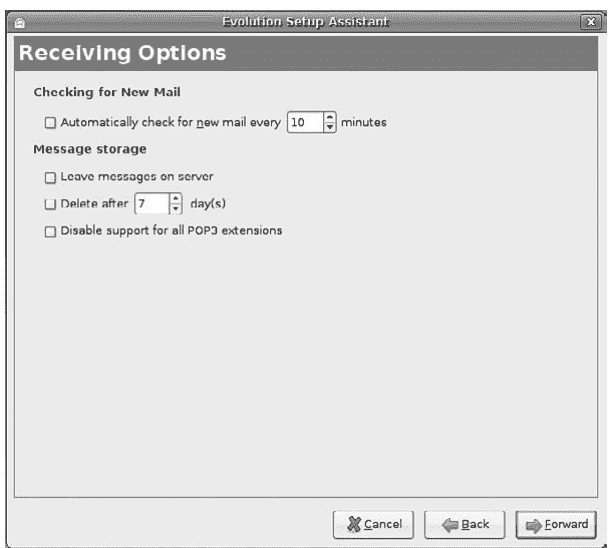 Evolution Setup Assistant
Receiving Options
Checking for New Mail
Automatically check for new mail every 10 minutes
Message storage
Leave messages on server
Delete after 7 day(s)
Disable support for all POP3 extensions
Cancel Back Forward